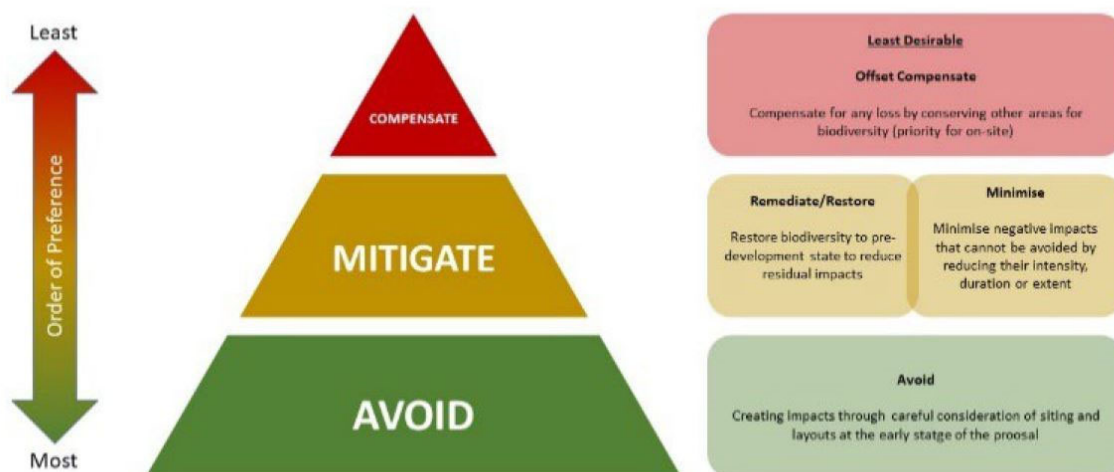 Least
Order of Preference
Most
COMPENSATE
MITIGATE
AVOID
Least Desirable
Offset Compensate
Compensate for any loss by conserving other areas for
biodiversity (priority for on-site)
Remediate/Restore
Restore biodiversity to pre-
development state to reduce
residual impacts
Minimise
Minimise negative impacts
that cannot be avoided by
reducing their intensity,
duration or extent
Avoid
Creating impacts through careful consideration of siting and
layouts at the early statge of the proosal